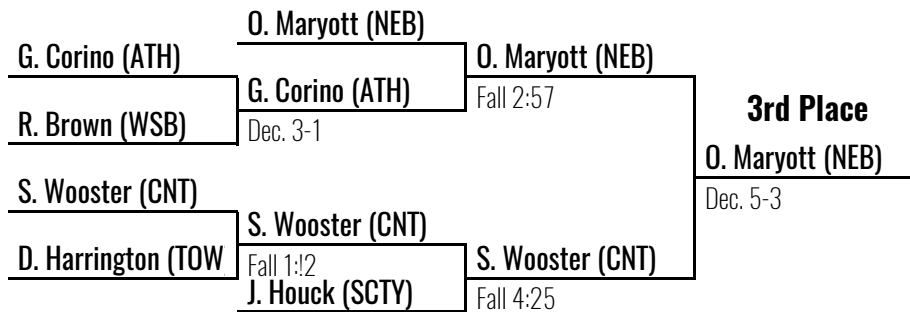 O. Maryott (NEB)
G. Corino (ATH)
O. Maryott (NEB)
G. Corino (ATH)
Fall 2:57
3rd Place
R. Brown (WSB)
Dec. 3-1
O. Maryott (NEB)
S. Wooster (CNT)
Dec. 5-3
S. Wooster (CNT)
D. Harrington (TOW
Fall 1:!2
S. Wooster (CNT)
J. Houck (SCTY)
Fall 4:25